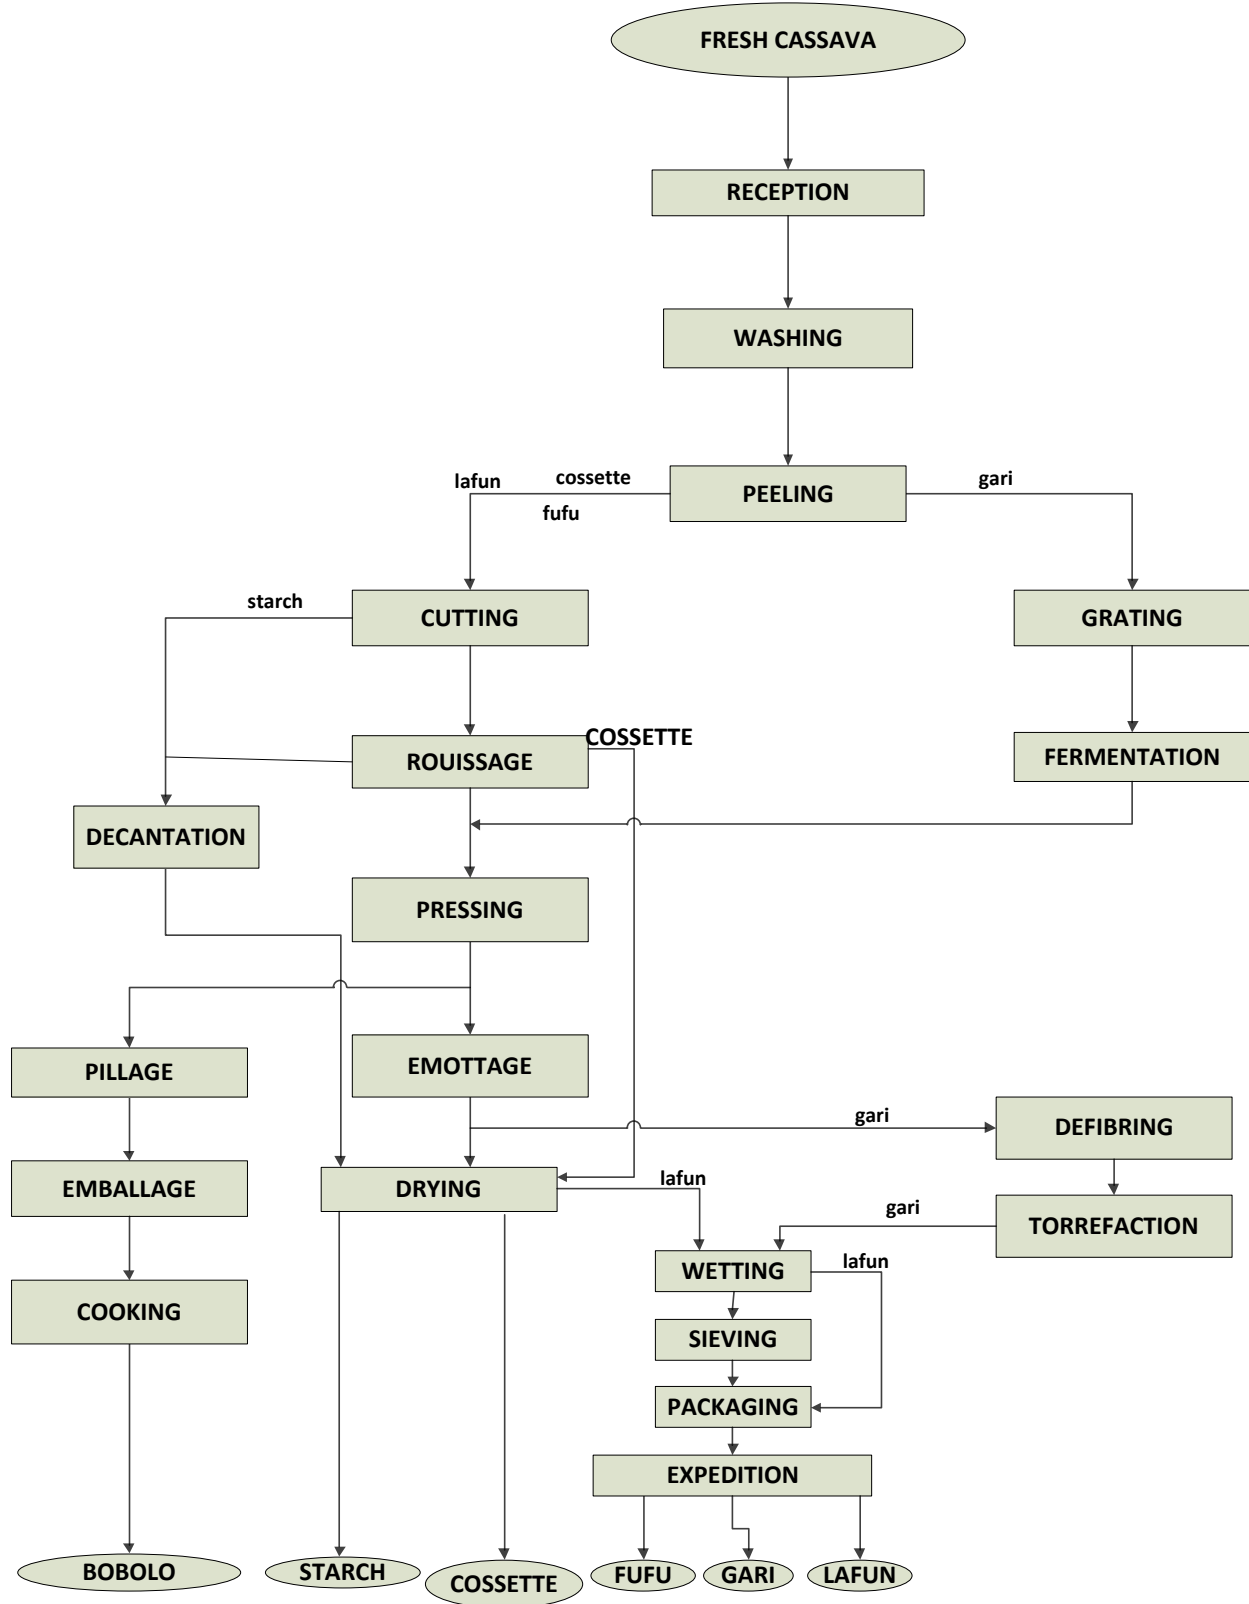 FRESH CASSAVA
RECEPTION
WASHING
PEELING
lafun
cossette
fufu
gari
CUTTING
starch
GRATING
ROUISSAGE
COSSETTE
FERMENTATION
DECANTATION
PRESSING
EMOTTAGE
PILLAGE
gari
DEFIBRING
EMBALLAGE
DRYING
lafun
gari
TORREFACTION
WETTING
lafun
COOKING
SIEVING
PACKAGING
EXPEDITION
BOBOLO
STARCH
COSSETTE
FUFU
GARI
LAFUN